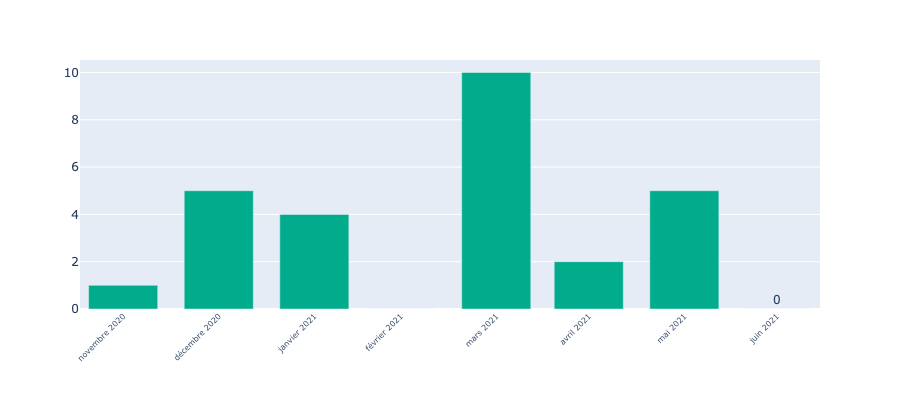 10
8
6
4
2
0
0
novembre 2020
décembre 2020
janvier 2021
février 2021
mars 2021
avril 2021
mai 2021
juin 2021